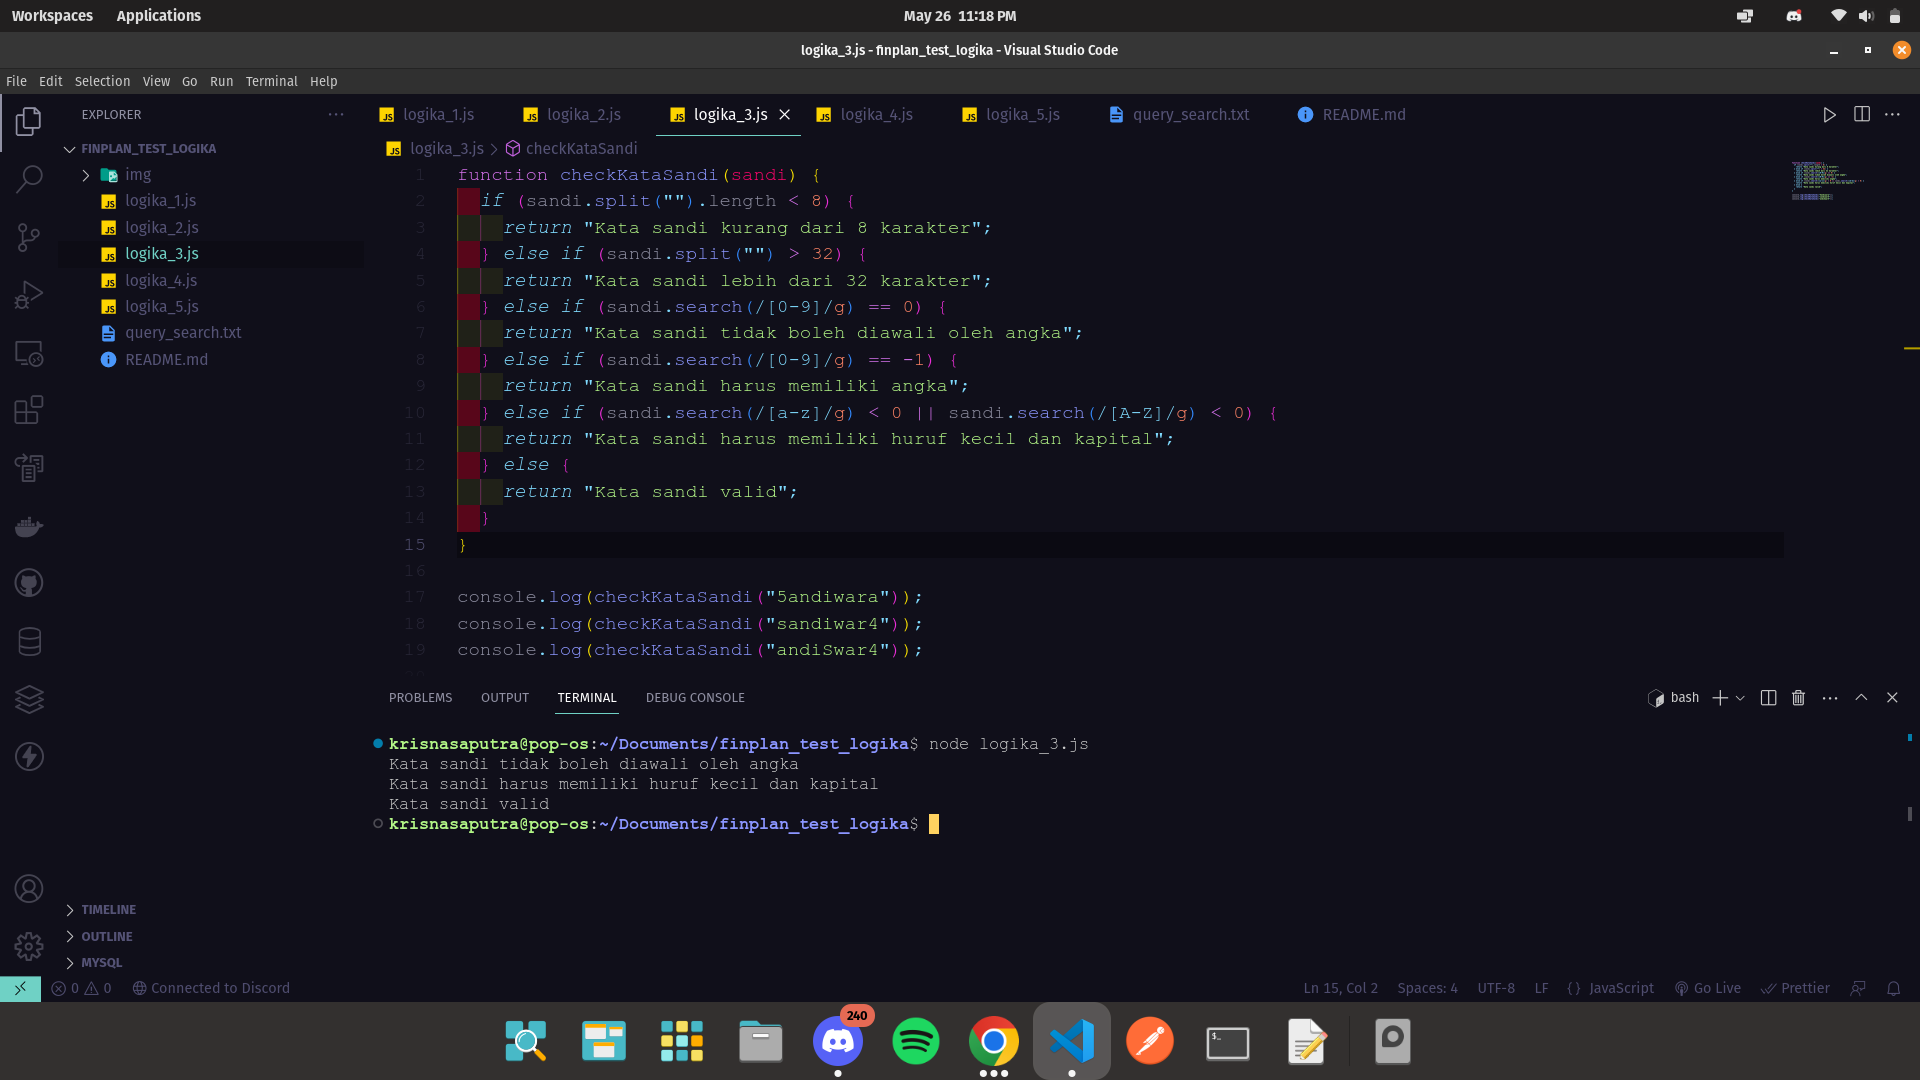 Workspaces Applications May 26 11:18 PM
logika_3.js - finplan_test_logika - Visual Studio Code
File Edit Selection View Go Run Terminal Help
EXPLORER ···
FINPLAN_TEST_LOGIKA
img
logika_1.js
logika_2.js
logika_3.js
logika_4.js
logika_5.js
query_search.txt
README.md
TIMELINE
OUTLINE
MYSQL
JS logika_1.js JS logika_2.js JS logika_3.js JS logika_4.js JS logika_5.js query_search.txt README.md
JS logika_3.js > checkKataSandi
1 function checkKataSandi(sandi) {
2 if (sandi.split("").length < 8) {
3 return "Kata sandi kurang dari 8 karakter";
4 } else if (sandi.split("") > 32) {
5 return "Kata sandi lebih dari 32 karakter";
6 } else if (sandi.search(/[0-9]/g) == 0) {
7 return "Kata sandi tidak boleh diawali oleh angka";
8 } else if (sandi.search(/[0-9]/g) == -1) {
9 return "Kata sandi harus memiliki angka";
10 } else if (sandi.search(/[a-z]/g) < 0 || sandi.search(/[A-Z]/g) < 0) {
11 return "Kata sandi harus memiliki huruf kecil dan kapital";
12 } else {
13 return "Kata sandi valid";
14 }
15 }
16
17 console.log(checkKataSandi("5andiwara"));
18 console.log(checkKataSandi("sandiwar4"));
19 console.log(checkKataSandi("andiSwar4"));
PROBLEMS OUTPUT TERMINAL DEBUG CONSOLE bash
krisnasaputra@pop-os:~/Documents/finplan_test_logika$ node logika_3.js
Kata sandi tidak boleh diawali oleh angka
Kata sandi harus memiliki huruf kecil dan kapital
Kata sandi valid
krisnasaputra@pop-os:~/Documents/finplan_test_logika$
0 0 Connected to Discord Ln 15, Col 2 Spaces: 4 UTF-8 LF {} JavaScript Go Live Prettier
240